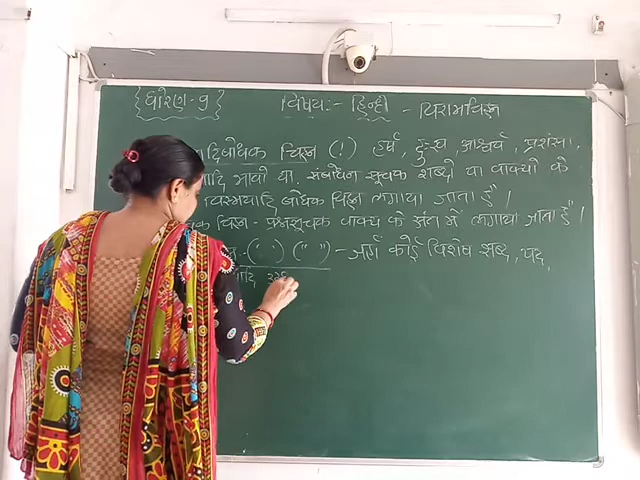 ધોરણ-9 विषय:- हिन्दी - विरामचिह्न
यादिबोधक चिह्न (!) हर्ष, दुःख, आश्चर्य, प्रशंसा,
आदि भावो या संबोधन सूचक शब्दो या वाक्यो के
विस्मयादि बोधक चिह्न लगाया जाता है।
चिह्न - प्रश्नसूचक वाक्य के अंत में लगाया जाता है।
(' ') (" ") - जहाँ कोई विशेष शब्द, पद,